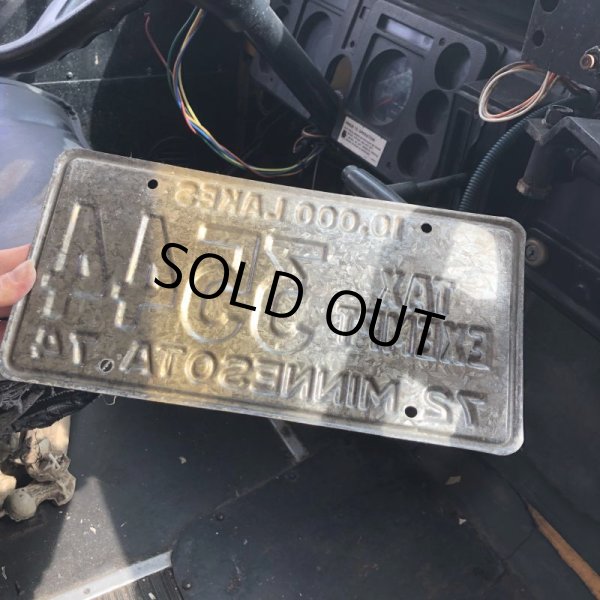 10,000 LAKES
TAX
EXEMPT
SOLD OUT
72 MINNESOTA 74